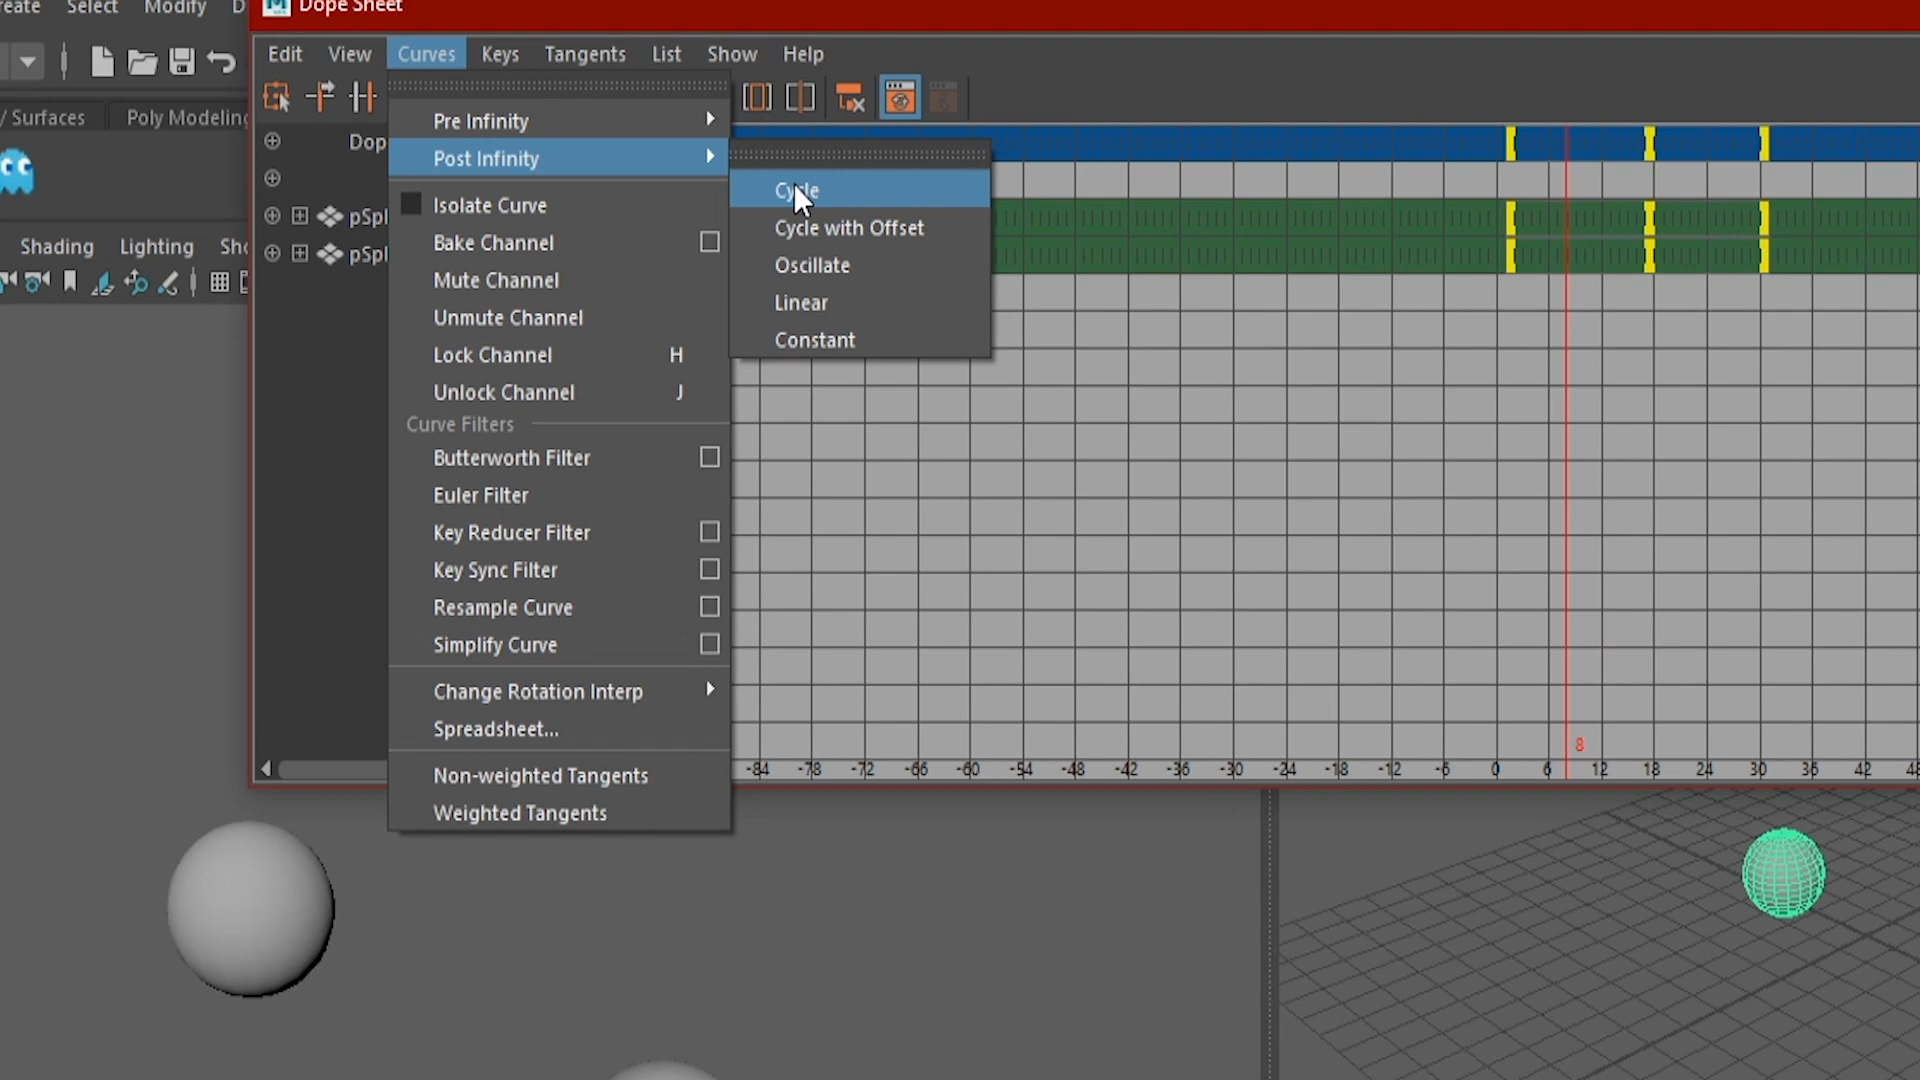 reate Select Modify D
Dope Sheet
Edit View Curves Keys Tangents List Show Help
/ Surfaces Poly Modeling
Pre Infinity
Dop
Post Infinity
Cycle
Isolate Curve
pSpl
Cycle with Offset
Shading Lighting Sho
Bake Channel
pSpl
Oscillate
Mute Channel
Linear
Unmute Channel
Constant
Lock Channel H
Unlock Channel J
Curve Filters
Butterworth Filter
Euler Filter
Key Reducer Filter
Key Sync Filter
Resample Curve
Simplify Curve
Change Rotation Interp
Spreadsheet...
8
-84 -78 -72 -66 -60 -54 -48 -42 -36 -30 -24 -18 -12 -6 0 6 12 18 24 30 36 42 48
Non-weighted Tangents
Weighted Tangents